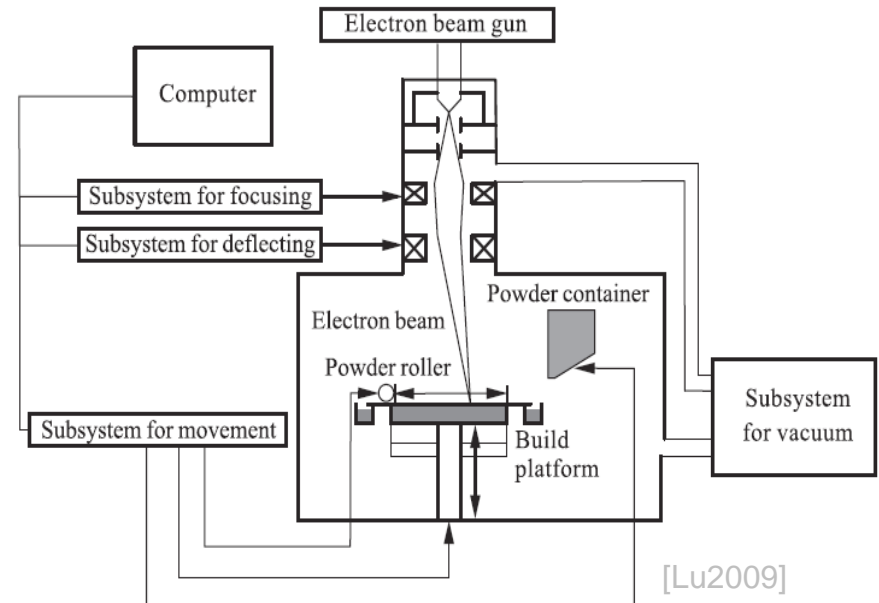 Electron beam gun
Computer
Subsystem for focusing
Subsystem for deflecting
Powder container
Electron beam
Powder roller
Subsystem for movement
Build
platform
Subsystem
for vacuum
[Lu2009]